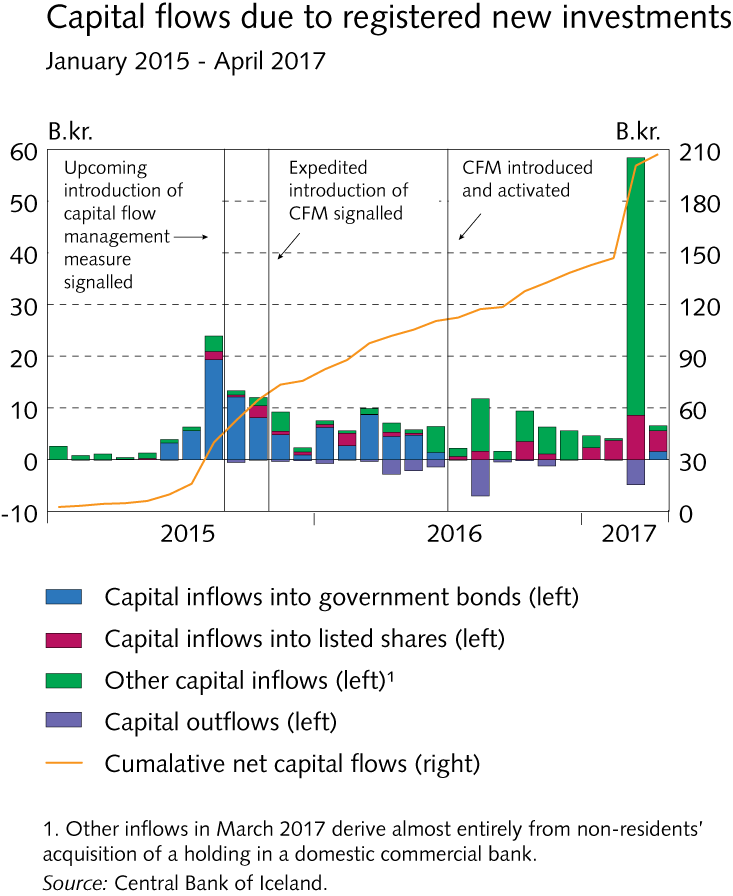 Capital flows due to registered new investments
January 2015 - April 2017
B.kr.
B.kr.
Upcoming
introduction of
capital flow
management
measure
signalled
Expedited
introduction of
CFM signalled
CFM introduced
and activated
60
50
40
30
20
10
0
-10
210
180
150
120
90
60
30
0
2015
2016
2017
Capital inflows into government bonds (left)
Capital inflows into listed shares (left)
Other capital inflows (left)¹
Capital outflows (left)
Cumalative net capital flows (right)
1. Other inflows in March 2017 derive almost entirely from non-residents’
acquisition of a holding in a domestic commercial bank.
Source: Central Bank of Iceland.